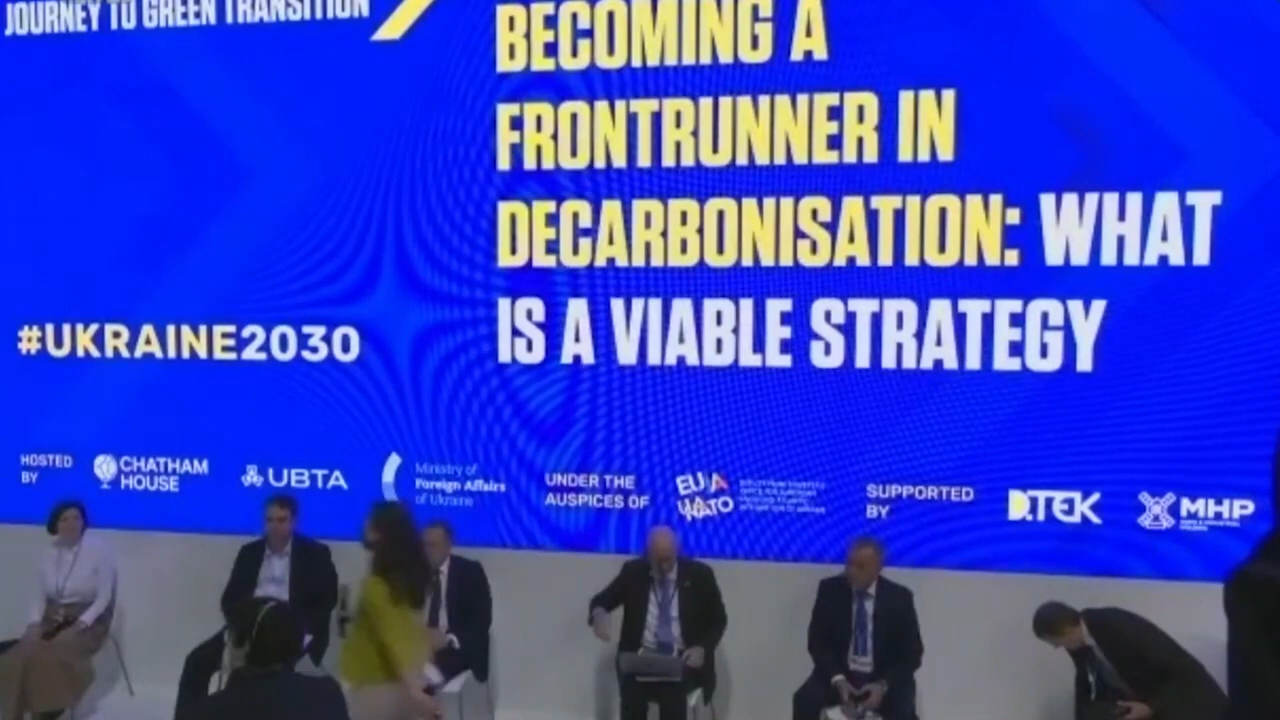 JOURNEY TO GREEN TRANSITION
BECOMING A
FRONTRUNNER IN
DECARBONISATION: WHAT
IS A VIABLE STRATEGY
#UKRAINE2030
HOSTED
BY
CHATHAM
HOUSE
UBTA
Ministry of
Foreign Affairs
of Ukraine
UNDER THE
AUSPICES OF
EU
NATO
SUPPORTED
BY
D.TEK
MHP